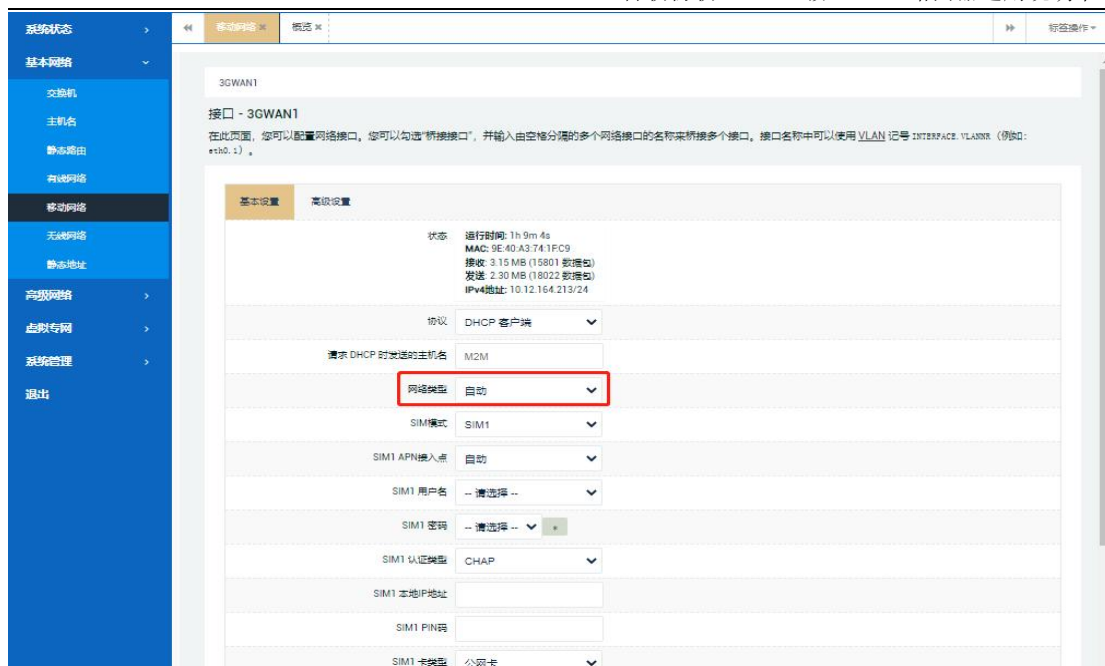 系统状态
移动网络 ×
概览 ×
标签操作
基本网络
交换机
主机名
静态路由
有线网络
移动网络
无线网络
静态地址
高级网络
虚拟专网
系统管理
退出
3GWAN1
接口 - 3GWAN1
在此页面，您可以配置网络接口。您可以勾选"桥接接口"，并输入由空格分隔的多个网络接口的名称来桥接多个接口。接口名称中可以使用 VLAN 记号 INTERFACE.VLANNR（例如：
eth0.1）。
基本设置
高级设置
状态
运行时间: 1h 9m 4s
MAC: 9E:40:A3:74:1F:C9
接收: 3.15 MB (15801 数据包)
发送: 2.30 MB (18022 数据包)
IPv4地址: 10.12.164.213/24
协议 DHCP 客户端
请求 DHCP 时发送的主机名 M2M
网络类型 自动
SIM模式 SIM1
SIM1 APN接入点 自动
SIM1 用户名 -- 请选择 --
SIM1 密码 -- 请选择 --
SIM1 认证类型 CHAP
SIM1 本地IP地址
SIM1 PIN码
SIM1 卡类型 公网卡